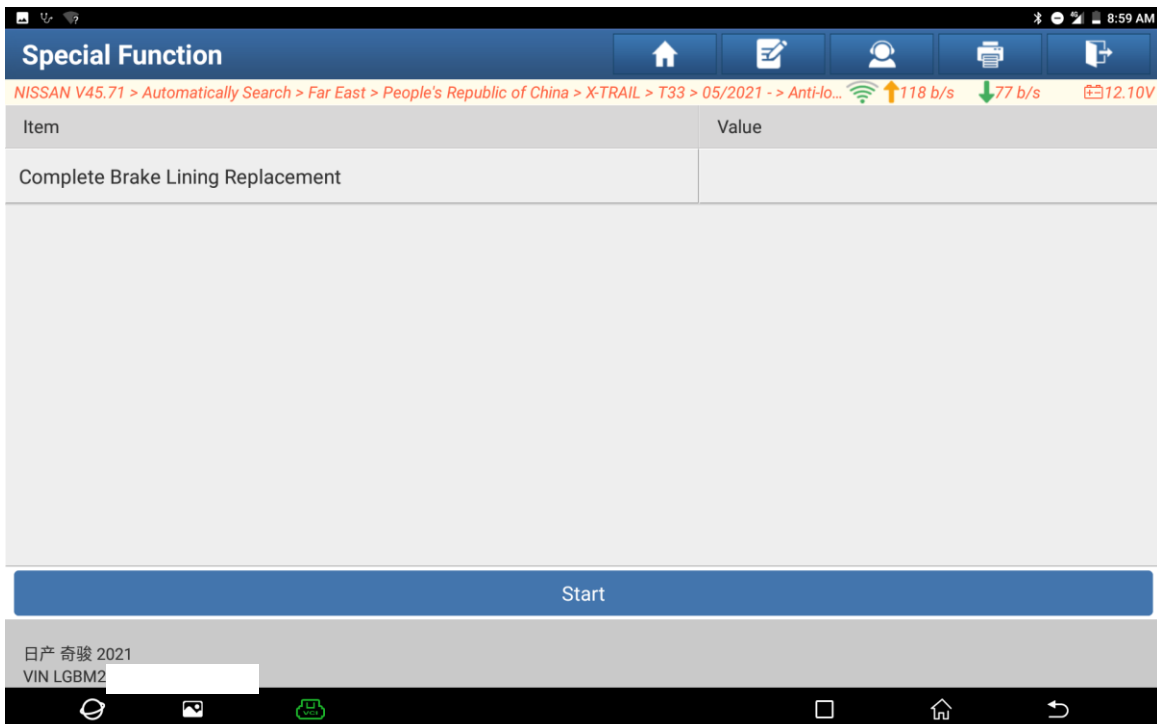 8:59 AM
Special Function
NISSAN V45.71 > Automatically Search > Far East > People's Republic of China > X-TRAIL > T33 > 05/2021 - > Anti-lo... 118 b/s 77 b/s 12.10V
Item Value
Complete Brake Lining Replacement
Start
日产 奇骏 2021
VIN LGBM2